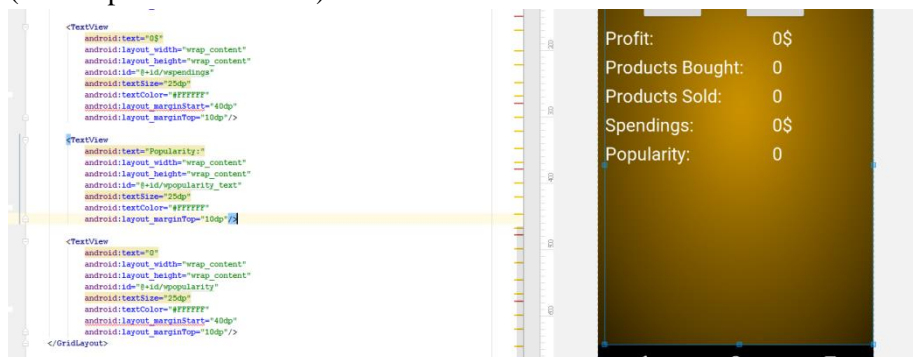 <TextView
android:text="0$"
android:layout_width="wrap_content"
android:layout_height="wrap_content"
android:id="@+id/wspendings"
android:textSize="25dp"
android:textColor="#FFFFFF"
android:layout_marginStart="40dp"
android:layout_marginTop="10dp"/>
<TextView
android:text="Popularity:"
android:layout_width="wrap_content"
android:layout_height="wrap_content"
android:id="@+id/wpopularity_text"
android:textSize="25dp"
android:textColor="#FFFFFF"
android:layout_marginTop="10dp"/>
<TextView
android:text="0"
android:layout_width="wrap_content"
android:layout_height="wrap_content"
android:id="@+id/wpopularity"
android:textSize="25dp"
android:textColor="#FFFFFF"
android:layout_marginStart="40dp"
android:layout_marginTop="10dp"/>
</GridLayout>
Profit: 0$
Products Bought: 0
Products Sold: 0
Spendings: 0$
Popularity: 0